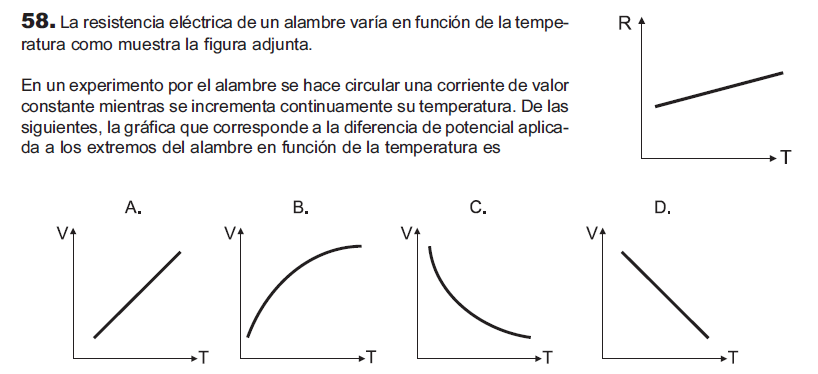 58. La resistencia eléctrica de un alambre varía en función de la tempe-
ratura como muestra la figura adjunta.
En un experimento por el alambre se hace circular una corriente de valor
constante mientras se incrementa continuamente su temperatura. De las
siguientes, la gráfica que corresponde a la diferencia de potencial aplica-
da a los extremos del alambre en función de la temperatura es
R
T
A.
B.
C.
D.
V
V
V
V
T
T
T
T